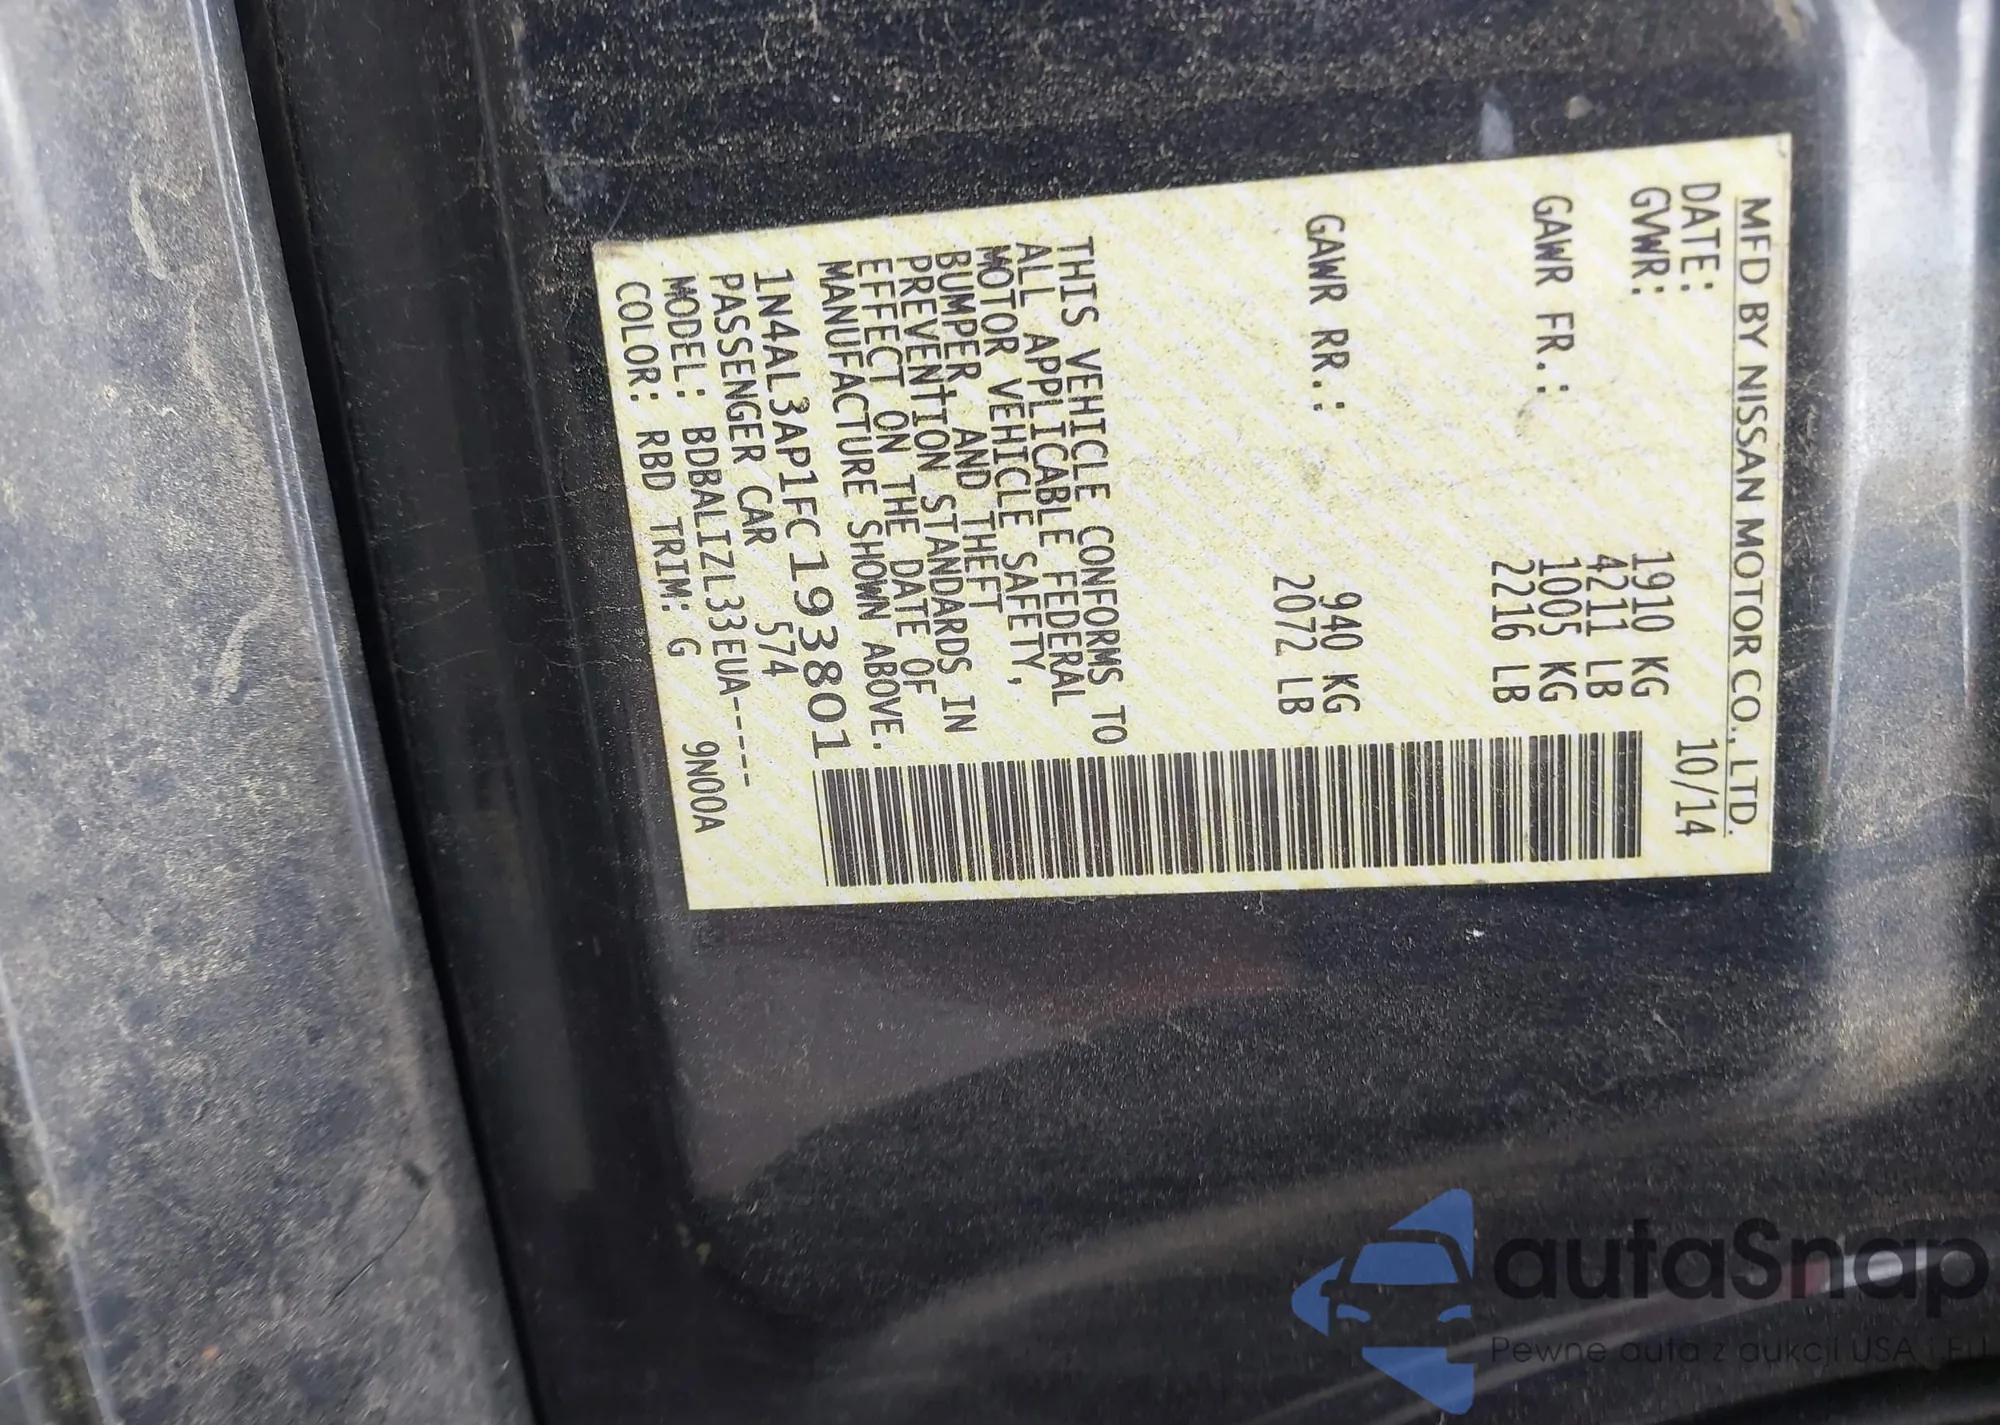 MFD BY NISSAN MOTOR CO., LTD.
DATE: 10/14
GVWR: 1910 KG
4211 LB
GAWR FR.: 1005 KG
2216 LB
GAWR RR.: 940 KG
2072 LB
THIS VEHICLE CONFORMS TO
ALL APPLICABLE FEDERAL
MOTOR VEHICLE SAFETY,
BUMPER, AND THEFT
PREVENTION STANDARDS IN
EFFECT ON THE DATE OF
MANUFACTURE SHOWN ABOVE.
1N4AL3AP1FC193801
PASSENGER CAR 574
MODEL: BDBALIZL33EUA-----
COLOR: RBD TRIM: G 9N00A
autaSnap
Pewne auta z aukcji USA i EU